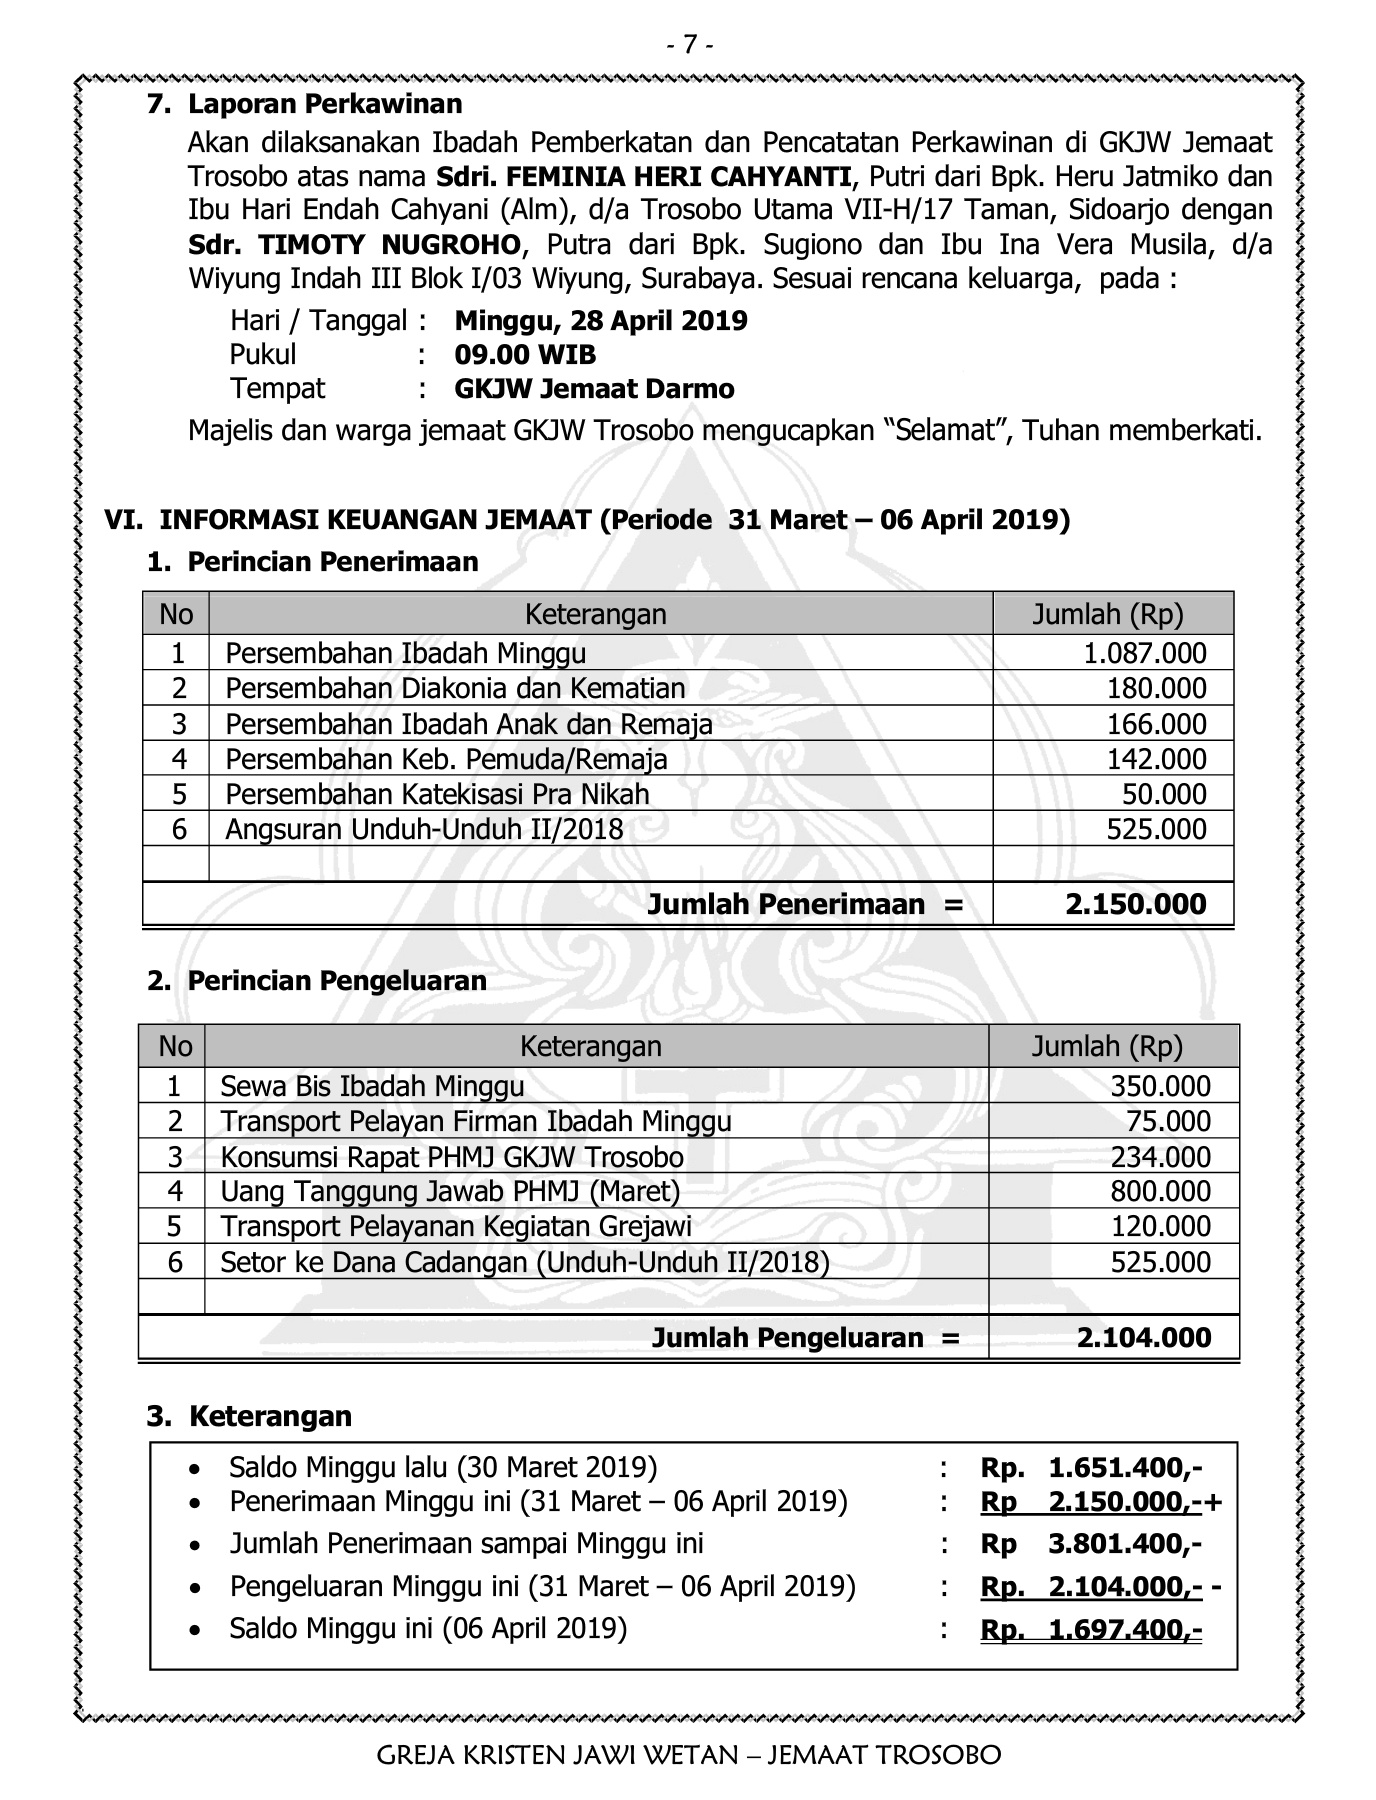 - 7 -
7. Laporan Perkawinan
Akan dilaksanakan Ibadah Pemberkatan dan Pencatatan Perkawinan di GKJW Jemaat
Trosobo atas nama Sdri. FEMINIA HERI CAHYANTI, Putri dari Bpk. Heru Jatmiko dan
Ibu Hari Endah Cahyani (Alm), d/a Trosobo Utama VII-H/17 Taman, Sidoarjo dengan
Sdr. TIMOTY NUGROHO, Putra dari Bpk. Sugiono dan Ibu Ina Vera Musila, d/a
Wiyung Indah III Blok I/03 Wiyung, Surabaya. Sesuai rencana keluarga, pada :
Hari / Tanggal : Minggu, 28 April 2019
Pukul : 09.00 WIB
Tempat : GKJW Jemaat Darmo
Majelis dan warga jemaat GKJW Trosobo mengucapkan “Selamat”, Tuhan memberkati.
VI. INFORMASI KEUANGAN JEMAAT (Periode 31 Maret – 06 April 2019)
1. Perincian Penerimaan
No Keterangan Jumlah (Rp)
1 Persembahan Ibadah Minggu 1.087.000
2 Persembahan Diakonia dan Kematian 180.000
3 Persembahan Ibadah Anak dan Remaja 166.000
4 Persembahan Keb. Pemuda/Remaja 142.000
5 Persembahan Katekisasi Pra Nikah 50.000
6 Angsuran Unduh-Unduh II/2018 525.000
Jumlah Penerimaan = 2.150.000
2. Perincian Pengeluaran
No Keterangan Jumlah (Rp)
1 Sewa Bis Ibadah Minggu 350.000
2 Transport Pelayan Firman Ibadah Minggu 75.000
3 Konsumsi Rapat PHMJ GKJW Trosobo 234.000
4 Uang Tanggung Jawab PHMJ (Maret) 800.000
5 Transport Pelayanan Kegiatan Grejawi 120.000
6 Setor ke Dana Cadangan (Unduh-Unduh II/2018) 525.000
Jumlah Pengeluaran = 2.104.000
3. Keterangan
• Saldo Minggu lalu (30 Maret 2019) : Rp. 1.651.400,-
• Penerimaan Minggu ini (31 Maret – 06 April 2019) : Rp 2.150.000,-+
• Jumlah Penerimaan sampai Minggu ini : Rp 3.801.400,-
• Pengeluaran Minggu ini (31 Maret – 06 April 2019) : Rp. 2.104.000,- -
• Saldo Minggu ini (06 April 2019) : Rp. 1.697.400,-
GREJA KRISTEN JAWI WETAN – JEMAAT TROSOBO